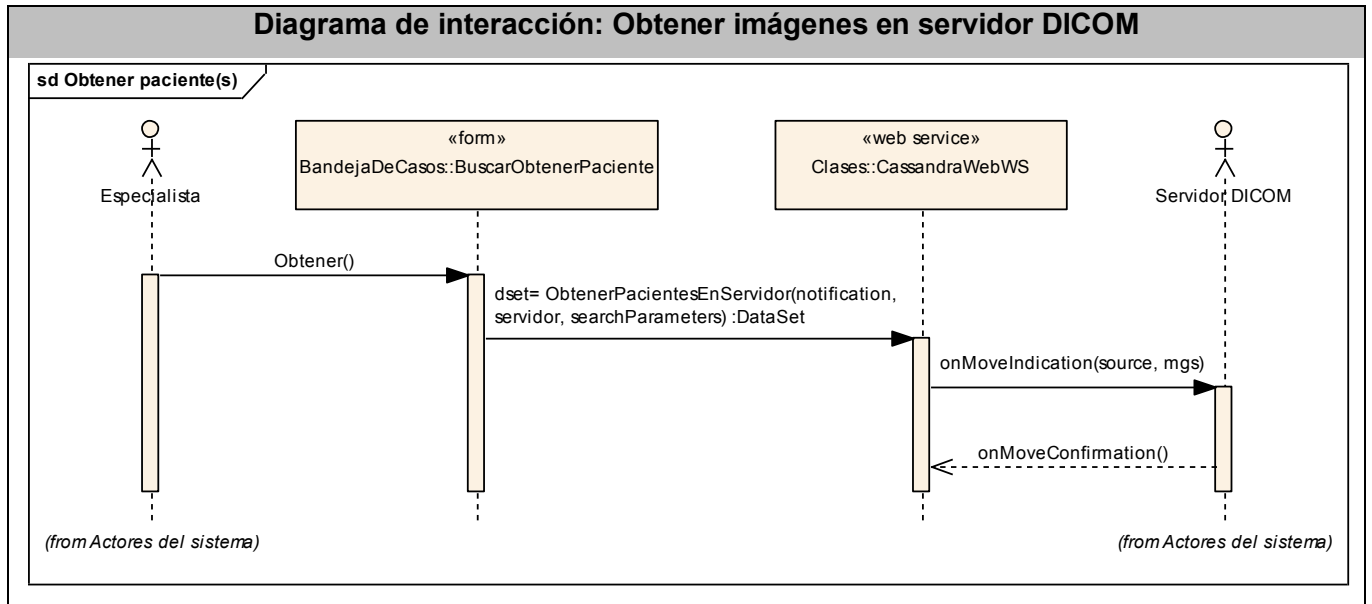 Diagrama de interacción: Obtener imágenes en servidor DICOM
sd Obtener paciente(s)
«form»
BandejaDeCasos::BuscarObtenerPaciente
«web service»
Clases::CassandraWebWS
Especialista
Servidor DICOM
Obtener()
dset= ObtenerPacientesEnServidor(notification,
servidor, searchParameters) :DataSet
onMoveIndication(source, mgs)
onMoveConfirmation()
(from Actores del sistema)
(from Actores del sistema)